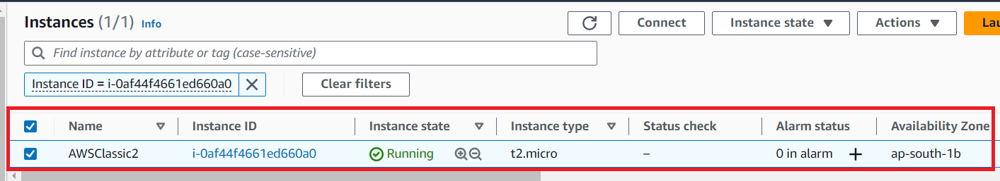 Instances (1/1) Info
Connect
Instance state
Actions
Find instance by attribute or tag (case-sensitive)
Instance ID = i-0af44f4661ed660a0
Clear filters
Name Instance ID Instance state Instance type Status check Alarm status Availability Zone
AWSClassic2 i-0af44f4661ed660a0 Running t2.micro – 0 in alarm + ap-south-1b